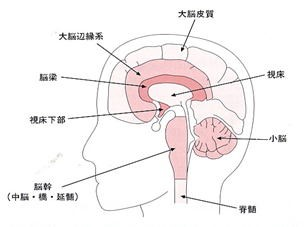 大脳皮質
大脳辺縁系
脳梁
視床
視床下部
小脳
脳幹
（中脳・橋・延髄）
脊髄